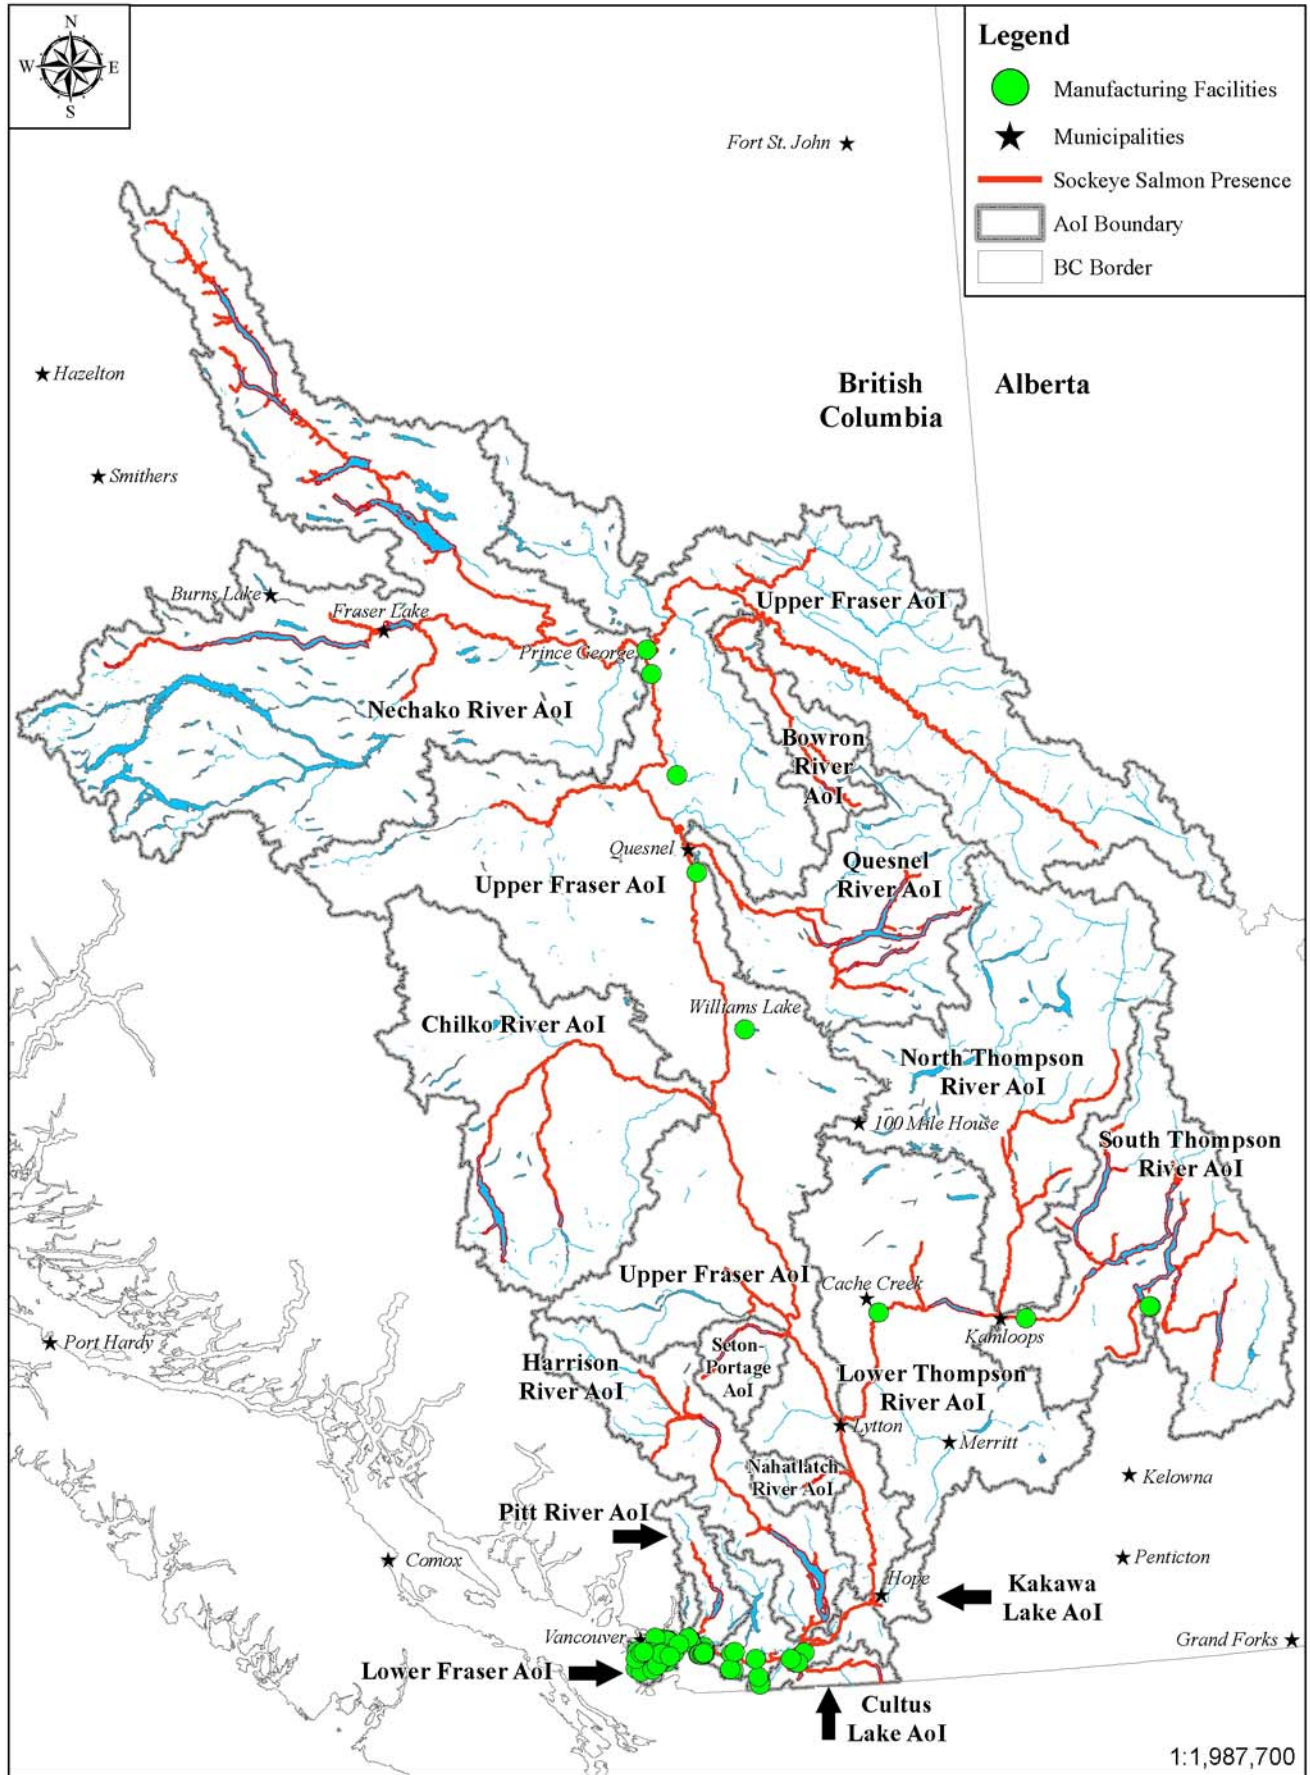 N
W
E
S
Legend
Manufacturing Facilities
Municipalities
Sockeye Salmon Presence
AoI Boundary
BC Border
Fort St. John
Hazelton
British
Columbia
Alberta
Smithers
Burns Lake
Fraser Lake
Upper Fraser AoI
Prince George
Nechako River AoI
Bowron
River
AoI
Quesnel
Upper Fraser AoI
Quesnel
River AoI
Williams Lake
Chilko River AoI
North Thompson
River AoI
100 Mile House
South Thompson
River AoI
Upper Fraser AoI
Cache Creek
Port Hardy
Kamloops
Seton-
Portage
AoI
Harrison
River AoI
Lower Thompson
River AoI
Lytton
Merritt
Nahatlatch
River AoI
Kelowna
Pitt River AoI
Comox
Penticton
Hope
Kakawa
Lake AoI
Vancouver
Grand Forks
Lower Fraser AoI
Cultus
Lake AoI
1:1,987,700